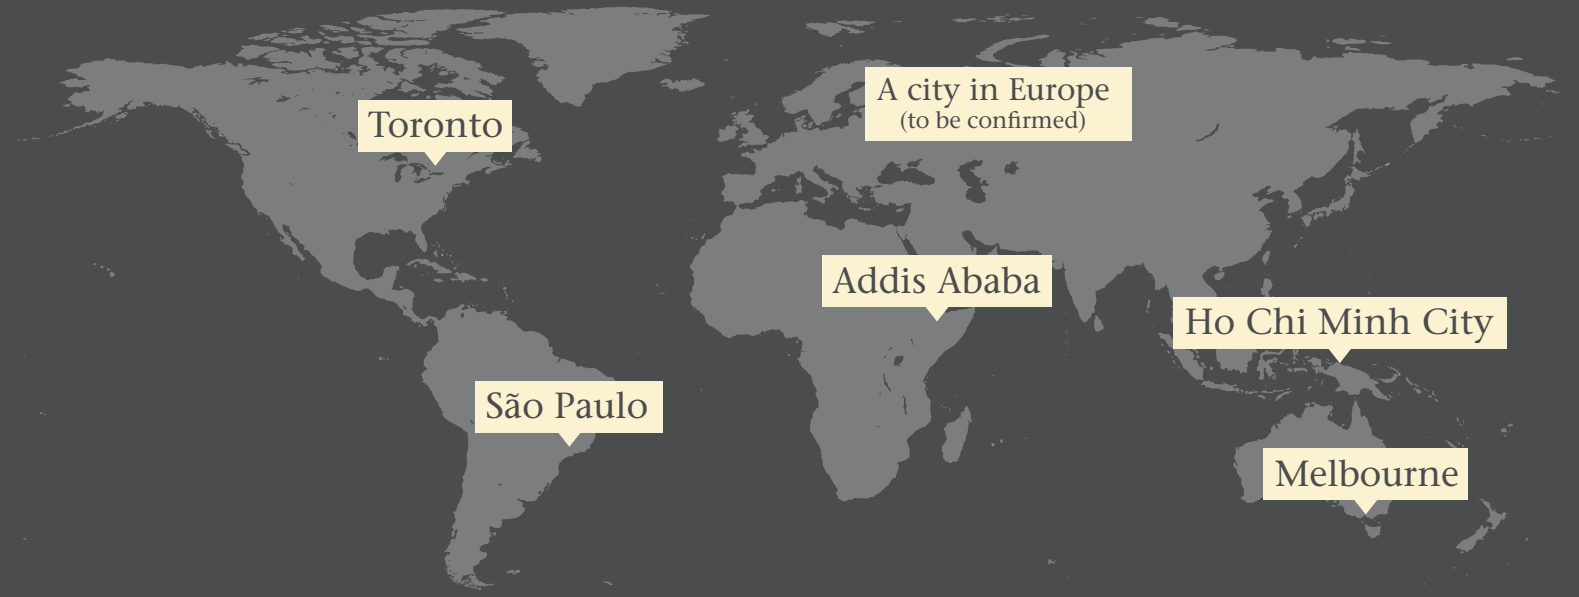 A city in Europe
(to be confirmed)
Toronto
Addis Ababa
Ho Chi Minh City
São Paulo
Melbourne